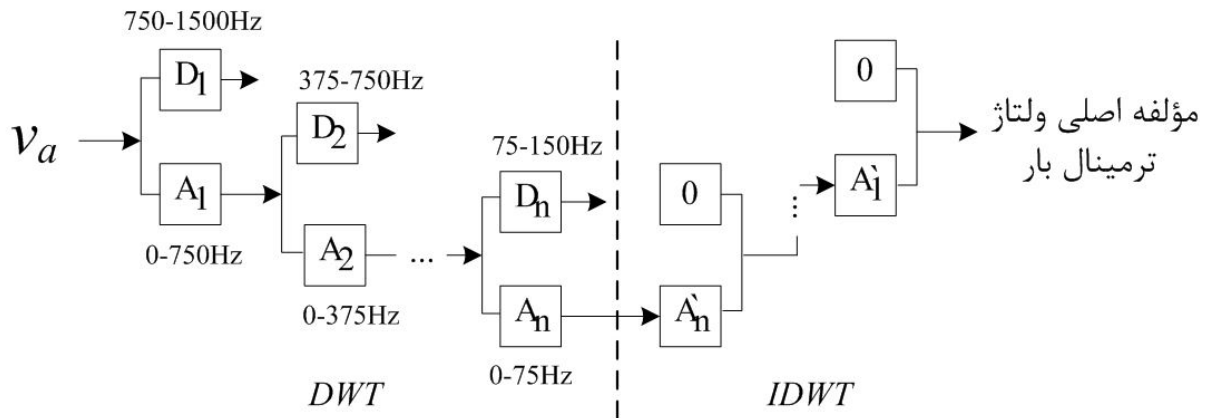 750-1500Hz
D1
375-750Hz
D2
75-150Hz
Dn
va
A1
0-750Hz
A2
0-375Hz
...
An
0-75Hz
DWT
0
A`n
...
0
A`1
مؤلفه اصلی ولتاژ
ترمینال بار
IDWT